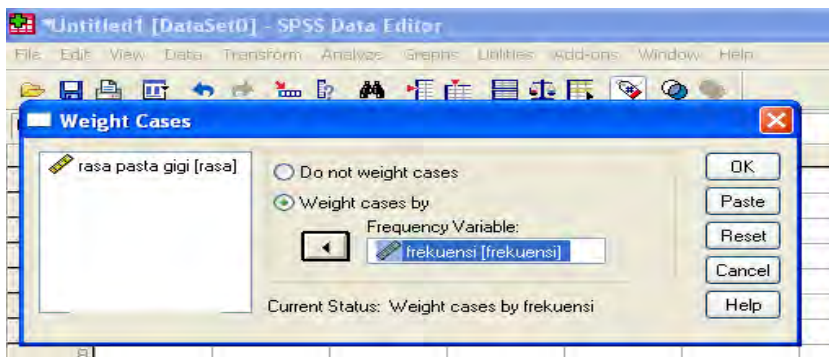 *Untitled1 [DataSet0] - SPSS Data Editor
File Edit View Data Transform Analyze Graphs Utilities Add-ons Window Help
Weight Cases
rasa pasta gigi [rasa]
Do not weight cases
Weight cases by
Frequency Variable:
frekuensi [frekuensi]
Current Status: Weight cases by frekuensi
OK
Paste
Reset
Cancel
Help
8